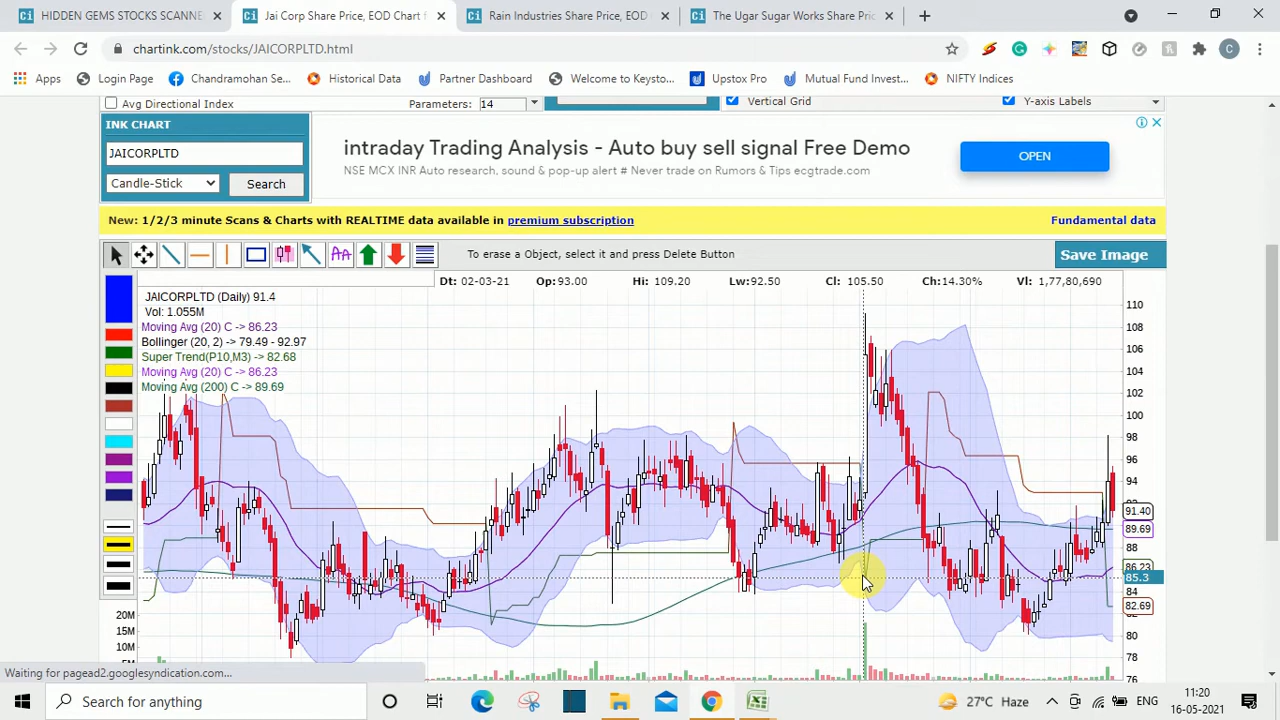 HIDDEN GEMS STOCKS SCANNE
Jai Corp Share Price, EOD Chart f
Rain Industries Share Price, EOD
The Ugar Sugar Works Share Pric
chartink.com/stocks/JAICORPLTD.html
C
Apps
Login Page
Chandramohan Se...
Historical Data
Partner Dashboard
Welcome to Keysto...
Upstox Pro
Mutual Fund Invest...
NIFTY Indices
Avg Directional Index
Parameters: 14
Vertical Grid
Y-axis Labels
INK CHART
JAICORPLTD
Candle-Stick
Search
intraday Trading Analysis - Auto buy sell signal Free Demo
NSE MCX INR Auto research, sound & pop-up alert # Never trade on Rumors & Tips ecgtrade.com
OPEN
New: 1/2/3 minute Scans & Charts with REALTIME data available in premium subscription
Fundamental data
To erase a Object, select it and press Delete Button
Save Image
Dt: 02-03-21 Op:93.00 Hi: 109.20 Lw:92.50 Cl: 105.50 Ch:14.30% Vl: 1,77,80,690
JAICORPLTD (Daily) 91.4
Vol: 1.055M
Moving Avg (20) C -> 86.23
Bollinger (20, 2) -> 79.49 - 92.97
Super Trend(P10,M3) -> 82.68
Moving Avg (20) C -> 86.23
Moving Avg (200) C -> 89.69
110
108
106
104
102
100
98
96
94
92
91.40
89.69
88
86.23
85.3
84
82.69
80
78
76
20M
15M
10M
5M
Waiting for pagead2.googlesyndication.com...
Type here to search
27°C Haze
ENG
11:20
16-05-2021